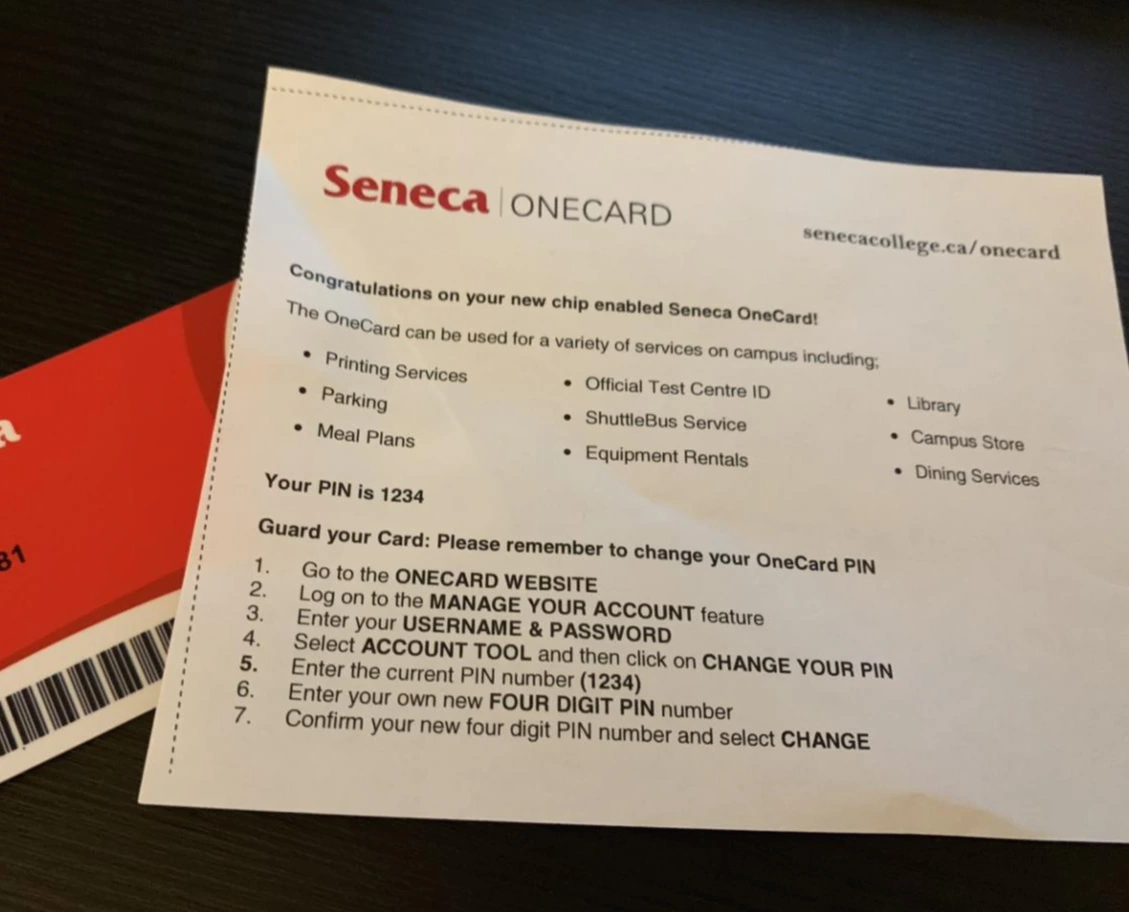 Seneca | ONECARD
senecacollege.ca/onecard
Congratulations on your new chip enabled Seneca OneCard!
The OneCard can be used for a variety of services on campus including;
• Printing Services
• Parking
• Meal Plans
• Official Test Centre ID
• ShuttleBus Service
• Equipment Rentals
• Library
• Campus Store
• Dining Services
Your PIN is 1234
Guard your Card: Please remember to change your OneCard PIN
1. Go to the ONECARD WEBSITE
2. Log on to the MANAGE YOUR ACCOUNT feature
3. Enter your USERNAME & PASSWORD
4. Select ACCOUNT TOOL and then click on CHANGE YOUR PIN
5. Enter the current PIN number (1234)
6. Enter your own new FOUR DIGIT PIN number
7. Confirm your new four digit PIN number and select CHANGE
a
81